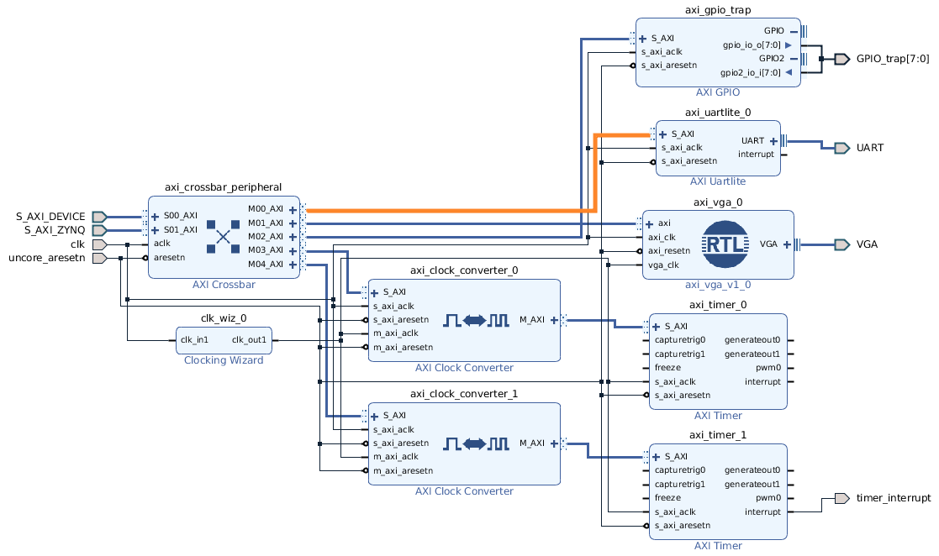 axi_gpio_trap
S_AXI
s_axi_aclk
s_axi_aresetn
GPIO
gpio_io_o[7:0]
GPIO2
gpio2_io_i[7:0]
AXI GPIO
GPIO_trap[7:0]
axi_uartlite_0
S_AXI
s_axi_aclk
s_axi_aresetn
UART
interrupt
AXI Uartlite
UART
axi_crossbar_peripheral
S_AXI_DEVICE
S_AXI_ZYNQ
clk
uncore_aresetn
S00_AXI
S01_AXI
aclk
aresetn
M00_AXI
M01_AXI
M02_AXI
M03_AXI
M04_AXI
AXI Crossbar
axi_vga_0
axi
axi_clk
axi_resetn
vga_clk
RTL
VGA
axi_vga_v1_0
VGA
axi_clock_converter_0
S_AXI
s_axi_aclk
s_axi_aresetn
m_axi_aclk
m_axi_aresetn
M_AXI
AXI Clock Converter
clk_wiz_0
clk_in1
clk_out1
Clocking Wizard
axi_timer_0
S_AXI
capturetrig0
capturetrig1
freeze
s_axi_aclk
s_axi_aresetn
generateout0
generateout1
pwm0
interrupt
AXI Timer
axi_clock_converter_1
S_AXI
s_axi_aclk
s_axi_aresetn
m_axi_aclk
m_axi_aresetn
M_AXI
AXI Clock Converter
axi_timer_1
S_AXI
capturetrig0
capturetrig1
freeze
s_axi_aclk
s_axi_aresetn
generateout0
generateout1
pwm0
interrupt
AXI Timer
timer_interrupt